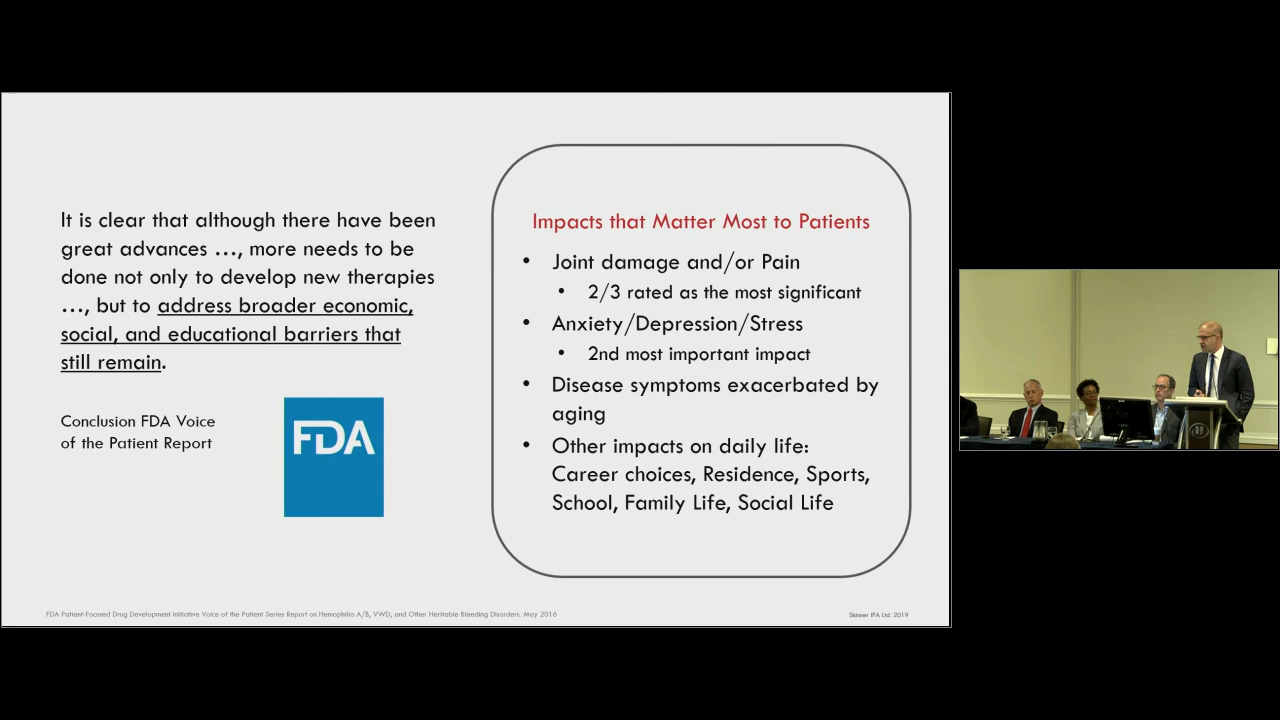 It is clear that although there have been
great advances ..., more needs to be
done not only to develop new therapies
..., but to address broader economic,
social, and educational barriers that
still remain.
Conclusion FDA Voice
of the Patient Report
FDA
Impacts that Matter Most to Patients
• Joint damage and/or Pain
• 2/3 rated as the most significant
• Anxiety/Depression/Stress
• 2nd most important impact
• Disease symptoms exacerbated by
aging
• Other impacts on daily life:
Career choices, Residence, Sports,
School, Family Life, Social Life
FDA Patient-Focused Drug Development Initiative Voice of the Patient Series Report on Hemophilia A/B, VWD, and Other Heritable Bleeding Disorders. May 2016
Skinner IPA Ltd. 2019